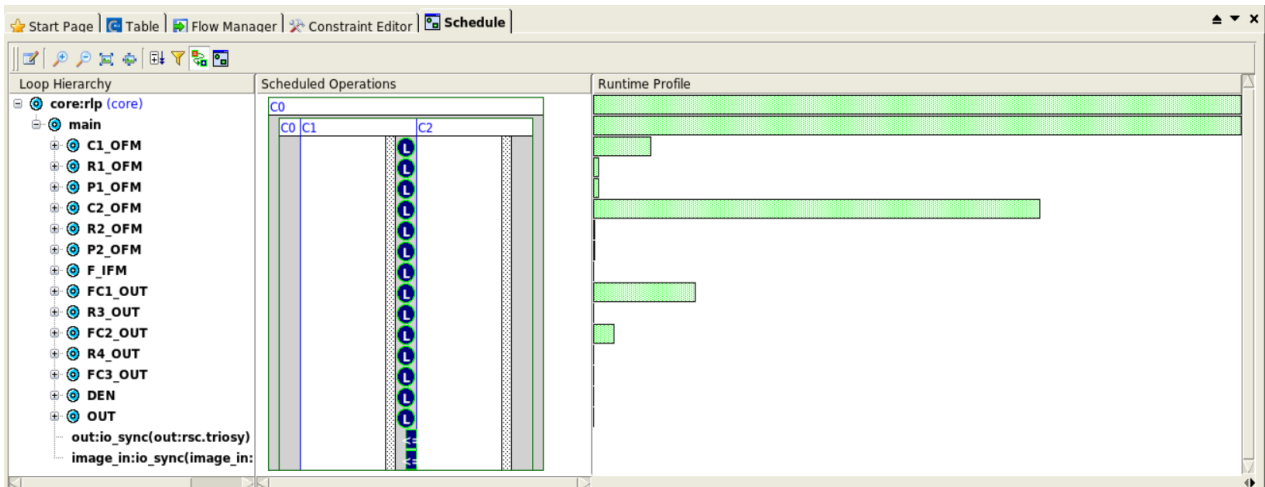 Start Page Table Flow Manager Constraint Editor Schedule
Loop Hierarchy Scheduled Operations Runtime Profile
core:rlp (core) C0
main C0 C1 C2
C1_OFM L
R1_OFM L
P1_OFM L
C2_OFM L
R2_OFM L
P2_OFM L
F_IFM L
FC1_OUT L
R3_OUT L
FC2_OUT L
R4_OUT L
FC3_OUT L
DEN L
OUT L
out:io_sync(out:rsc.triosy)
image_in:io_sync(image_in: